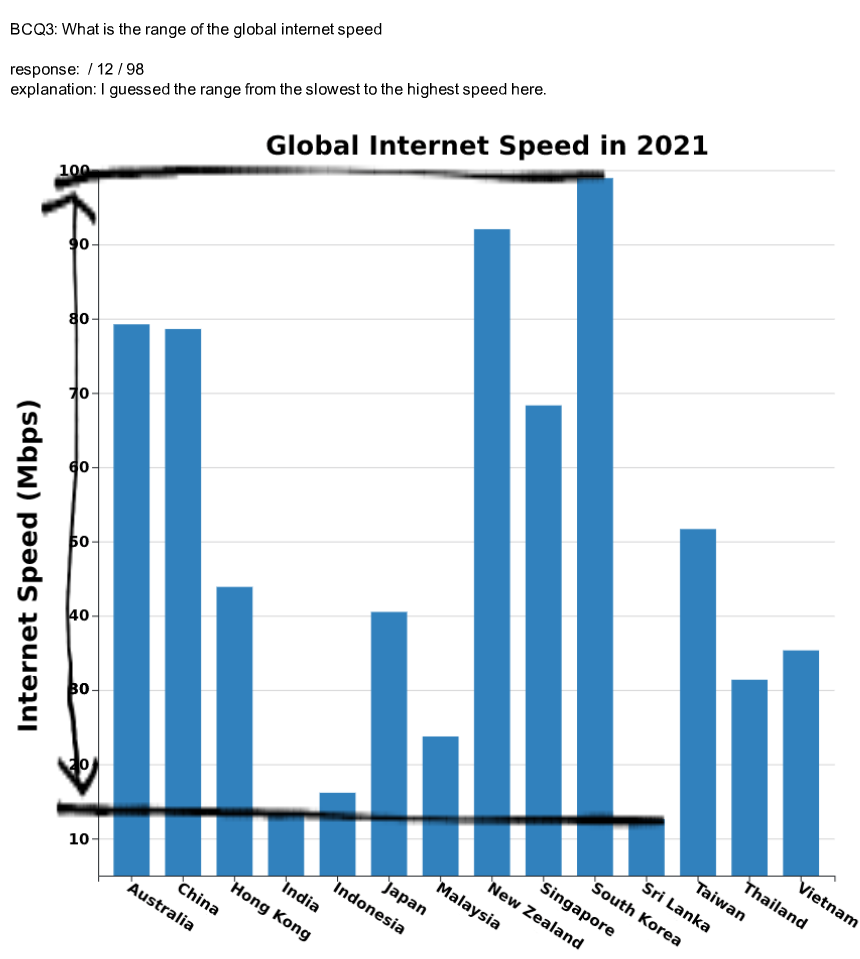 BCQ3: What is the range of the global internet speed
response:  / 12 / 98
explanation: I guessed the range from the slowest to the highest speed here.
Global Internet Speed in 2021
Internet Speed (Mbps)
100
90
80
70
60
50
40
30
20
10
Australia
China
Hong Kong
India
Indonesia
Japan
Malaysia
New Zealand
Singapore
South Korea
Sri Lanka
Taiwan
Thailand
Vietnam